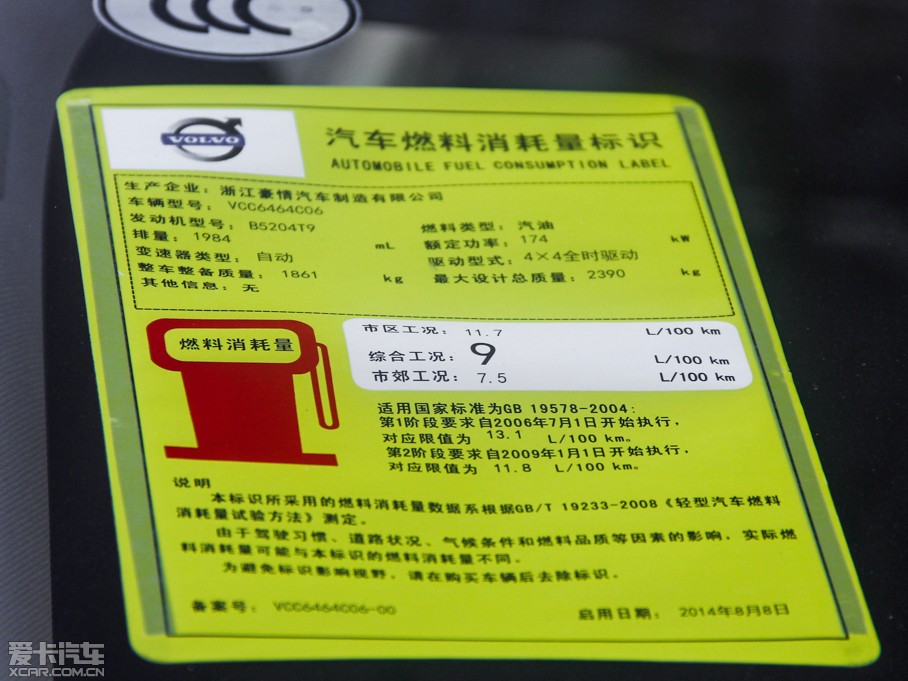 VOLVO
汽车燃料消耗量标识
AUTOMOBILE FUEL CONSUMPTION LABEL
生产企业：浙江豪情汽车制造有限公司
车辆型号：VCC6464C06
发动机型号：B5204T9 燃料类型：汽油
排量：1984 mL 额定功率：174 kW
变速器类型：自动 驱动型式：4×4全时驱动
整车整备质量：1861 kg 最大设计总质量：2390 kg
其他信息：无
燃料消耗量
市区工况：11.7 L/100 km
综合工况：9 L/100 km
市郊工况：7.5 L/100 km
适用国家标准为GB 19578-2004：
第1阶段要求自2006年7月1日开始执行，
对应限值为 13.1 L/100 km。
第2阶段要求自2009年1月1日开始执行，
对应限值为 11.8 L/100 km。
说明
本标识所采用的燃料消耗量数据系根据GB/T 19233-2008《轻型汽车燃料
消耗量试验方法》测定。
由于驾驶习惯、道路状况、气候条件和燃料品质等因素的影响，实际燃
料消耗量可能与本标识的燃料消耗量不同。
为避免标识影响视野，请在购买车辆后去除标识。
备案号：VCC6464C06-00 启用日期：2014年8月8日
爱卡汽车
XCAR.COM.CN